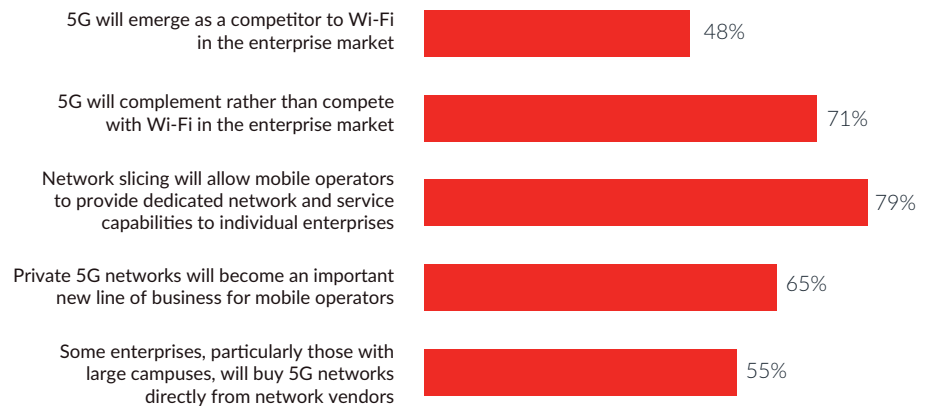 5G will emerge as a competitor to Wi-Fi
in the enterprise market
48%
5G will complement rather than compete
with Wi-Fi in the enterprise market
71%
Network slicing will allow mobile operators
to provide dedicated network and service
capabilities to individual enterprises
79%
Private 5G networks will become an important
new line of business for mobile operators
65%
Some enterprises, particularly those with
large campuses, will buy 5G networks
directly from network vendors
55%